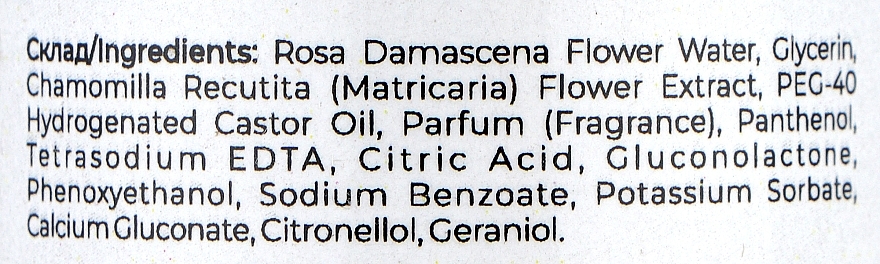 Склад/Ingredients: Rosa Damascena Flower Water, Glycerin,
Chamomilla Recutita (Matricaria) Flower Extract, PEG-40
Hydrogenated Castor Oil, Parfum (Fragrance), Panthenol,
Tetrasodium EDTA, Citric Acid, Gluconolactone,
Phenoxyethanol, Sodium Benzoate, Potassium Sorbate,
Calcium Gluconate, Citronellol, Geraniol.